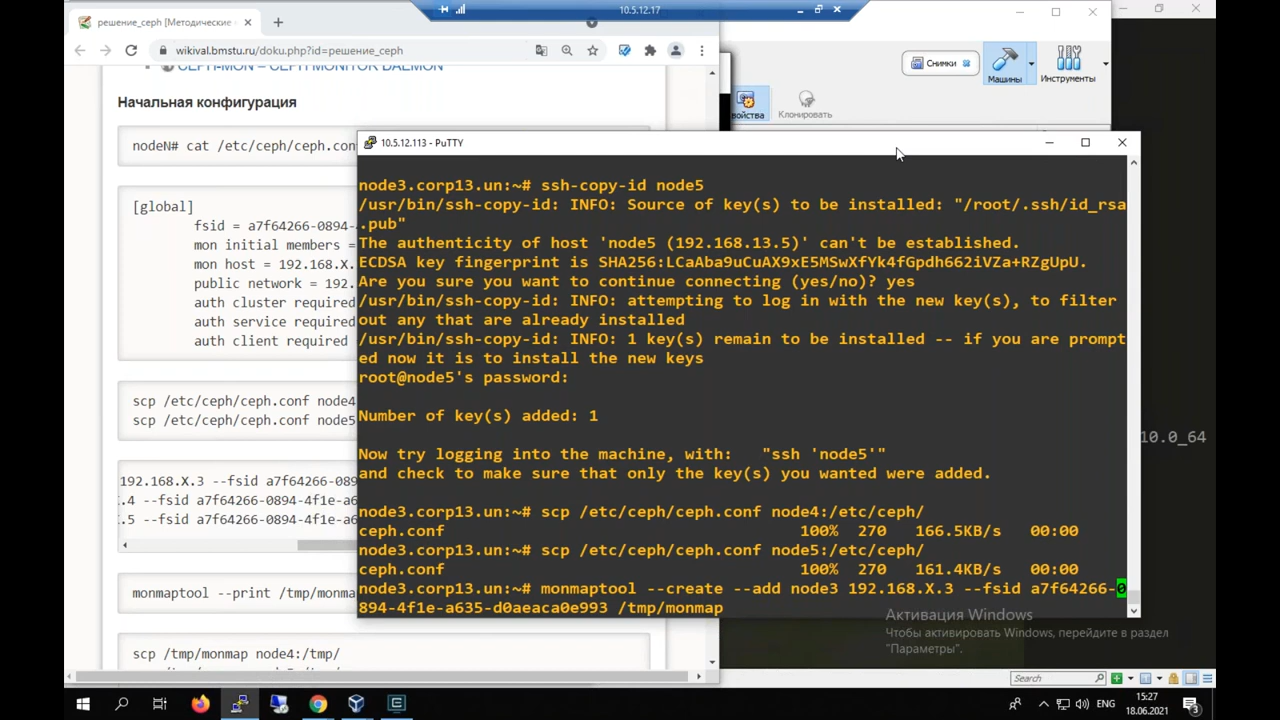 10.5.12.17
решение_ceph [Методические
wikival.bmstu.ru/doku.php?id=решение_ceph
CEPH-MON – CEPH MONITOR DAEMON
Начальная конфигурация
nodeN# cat /etc/ceph/ceph.con
[global]
fsid = a7f64266-0894-
mon initial members =
mon host = 192.168.X.
public network = 192.
auth cluster required
auth service required
auth client required
scp /etc/ceph/ceph.conf node4
scp /etc/ceph/ceph.conf node5
192.168.X.3 --fsid a7f64266-089
.4 --fsid a7f64266-0894-4f1e-a6
.5 --fsid a7f64266-0894-4f1e-a6
monmaptool --print /tmp/monma
scp /tmp/monmap node4:/tmp/
Снимки
Машины
Инструменты
войства
Клонировать
10.5.12.113 - PuTTY
node3.corp13.un:~# ssh-copy-id node5
/usr/bin/ssh-copy-id: INFO: Source of key(s) to be installed: "/root/.ssh/id_rsa
.pub"
The authenticity of host 'node5 (192.168.13.5)' can't be established.
ECDSA key fingerprint is SHA256:LCaAba9uCuAX9xE5MSwXfYk4fGpdh662iVZa+RZgUpU.
Are you sure you want to continue connecting (yes/no)? yes
/usr/bin/ssh-copy-id: INFO: attempting to log in with the new key(s), to filter
out any that are already installed
/usr/bin/ssh-copy-id: INFO: 1 key(s) remain to be installed -- if you are prompt
ed now it is to install the new keys
root@node5's password:
Number of key(s) added: 1
Now try logging into the machine, with:   "ssh 'node5'"
and check to make sure that only the key(s) you wanted were added.
node3.corp13.un:~# scp /etc/ceph/ceph.conf node4:/etc/ceph/
ceph.conf 100% 270 166.5KB/s 00:00
node3.corp13.un:~# scp /etc/ceph/ceph.conf node5:/etc/ceph/
ceph.conf 100% 270 161.4KB/s 00:00
node3.corp13.un:~# monmaptool --create --add node3 192.168.X.3 --fsid a7f64266-0
894-4f1e-a635-d0aeaca0e993 /tmp/monmap
10.0_64
Активация Windows
Чтобы активировать Windows, перейдите в раздел
"Параметры".
Search
ENG
15:27
18.06.2021
3